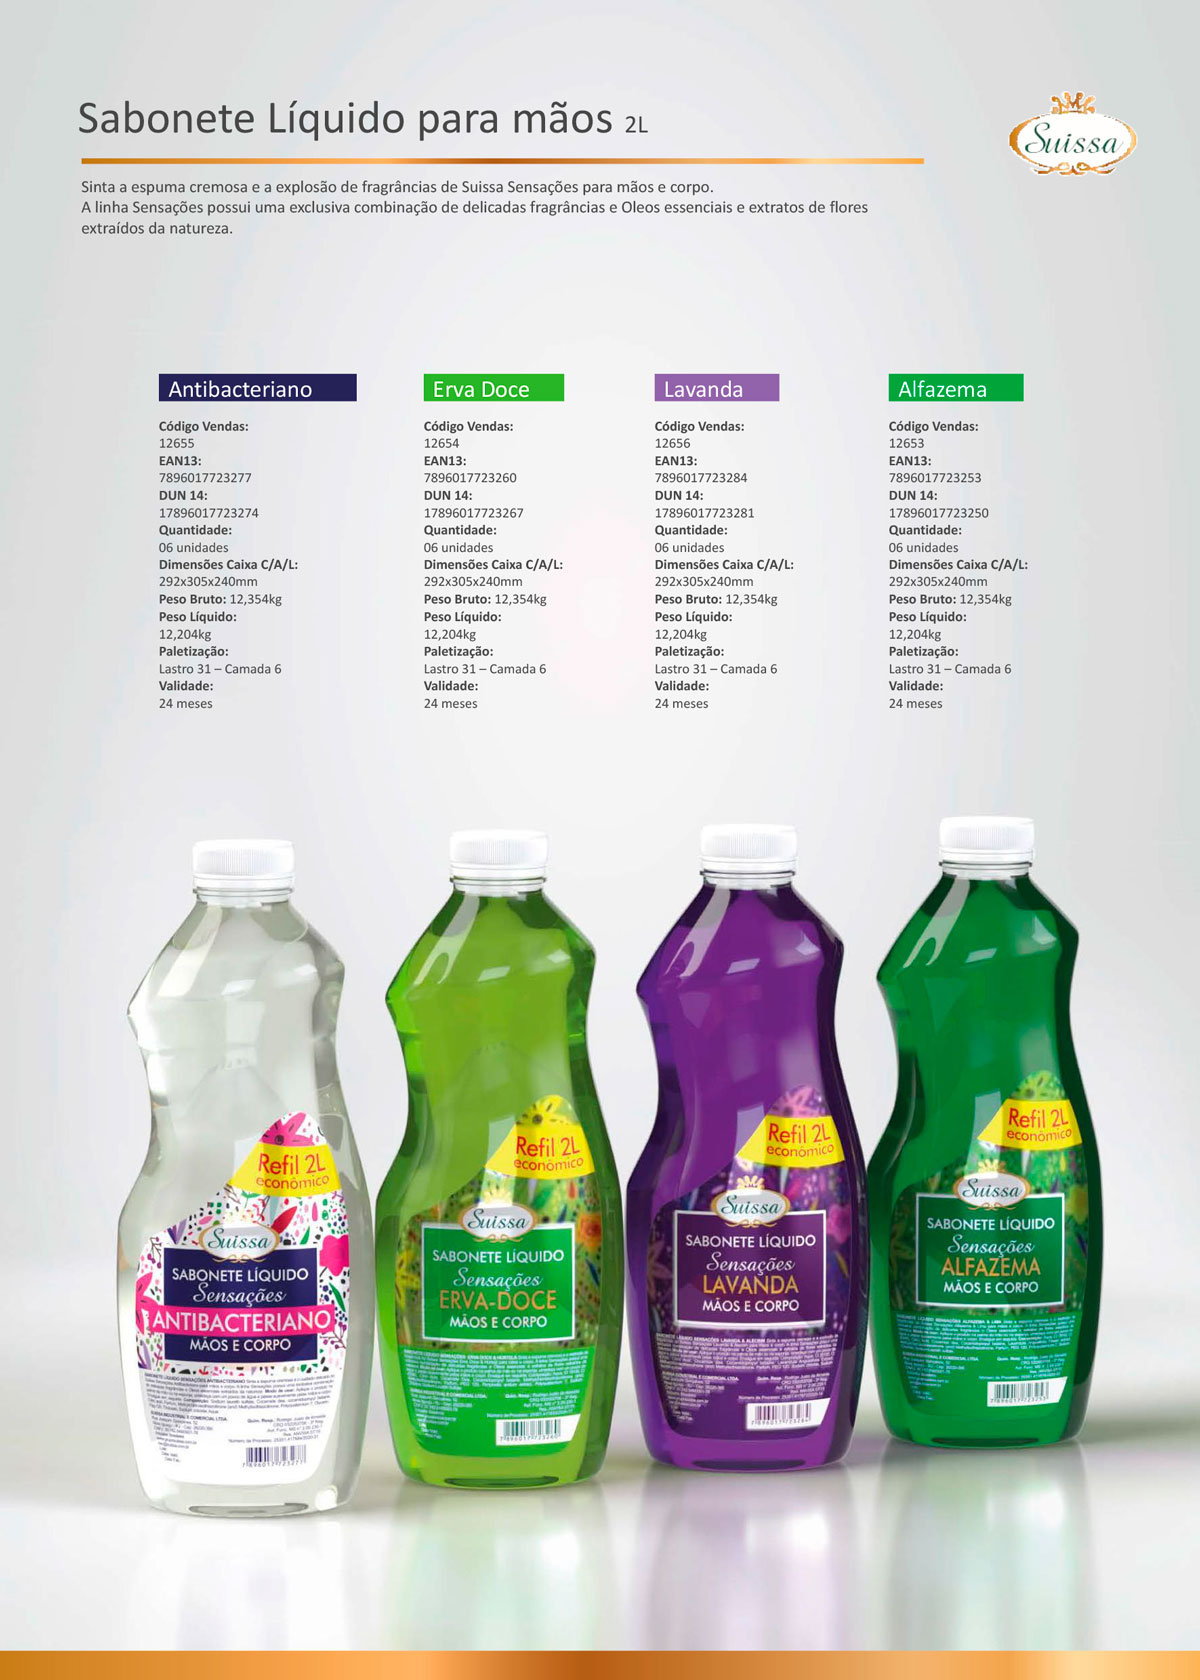 Sabonete Líquido para mãos 2L
Suissa
Sinta a espuma cremosa e a explosão de fragrâncias de Suissa Sensações para mãos e corpo.
A linha Sensações possui uma exclusiva combinação de delicadas fragrâncias e Oleos essenciais e extratos de flores
extraídos da natureza.
Antibacteriano
Código Vendas:
12655
EAN13:
7896017723277
DUN 14:
17896017723274
Quantidade:
06 unidades
Dimensões Caixa C/A/L:
292x305x240mm
Peso Bruto: 12,354kg
Peso Líquido:
12,204kg
Paletização:
Lastro 31 – Camada 6
Validade:
24 meses
Erva Doce
Código Vendas:
12654
EAN13:
7896017723260
DUN 14:
17896017723267
Quantidade:
06 unidades
Dimensões Caixa C/A/L:
292x305x240mm
Peso Bruto: 12,354kg
Peso Líquido:
12,204kg
Paletização:
Lastro 31 – Camada 6
Validade:
24 meses
Lavanda
Código Vendas:
12656
EAN13:
7896017723284
DUN 14:
17896017723281
Quantidade:
06 unidades
Dimensões Caixa C/A/L:
292x305x240mm
Peso Bruto: 12,354kg
Peso Líquido:
12,204kg
Paletização:
Lastro 31 – Camada 6
Validade:
24 meses
Alfazema
Código Vendas:
12653
EAN13:
7896017723253
DUN 14:
17896017723250
Quantidade:
06 unidades
Dimensões Caixa C/A/L:
292x305x240mm
Peso Bruto: 12,354kg
Peso Líquido:
12,204kg
Paletização:
Lastro 31 – Camada 6
Validade:
24 meses
Refil 2L
econômico
Suissa
SABONETE LÍQUIDO
Sensações
ANTIBACTERIANO
MÃOS E CORPO
Refil 2L
econômico
Suissa
SABONETE LÍQUIDO
Sensações
ERVA-DOCE
MÃOS E CORPO
Refil 2L
econômico
Suissa
SABONETE LÍQUIDO
Sensações
LAVANDA
MÃOS E CORPO
Refil 2L
econômico
Suissa
SABONETE LÍQUIDO
Sensações
ALFAZEMA
MÃOS E CORPO